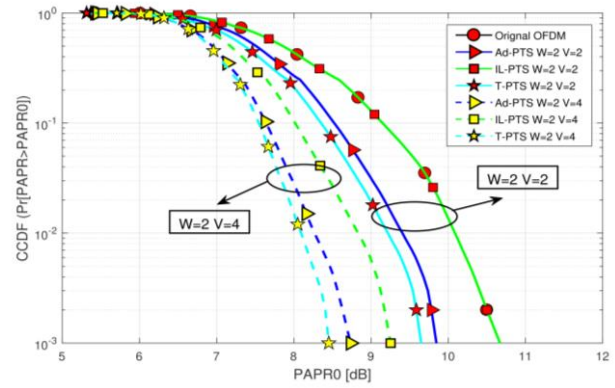 CCDF (Pr[PAPR>PAPR0])
10^0
10^-1
10^-2
10^-3
5 6 7 8 9 10 11 12
PAPR0 [dB]
Orignal OFDM
Ad-PTS W=2 V=2
IL-PTS W=2 V=2
T-PTS W=2 V=2
Ad-PTS W=2 V=4
IL-PTS W=2 V=4
T-PTS W=2 V=4
W=2 V=2
W=2 V=4